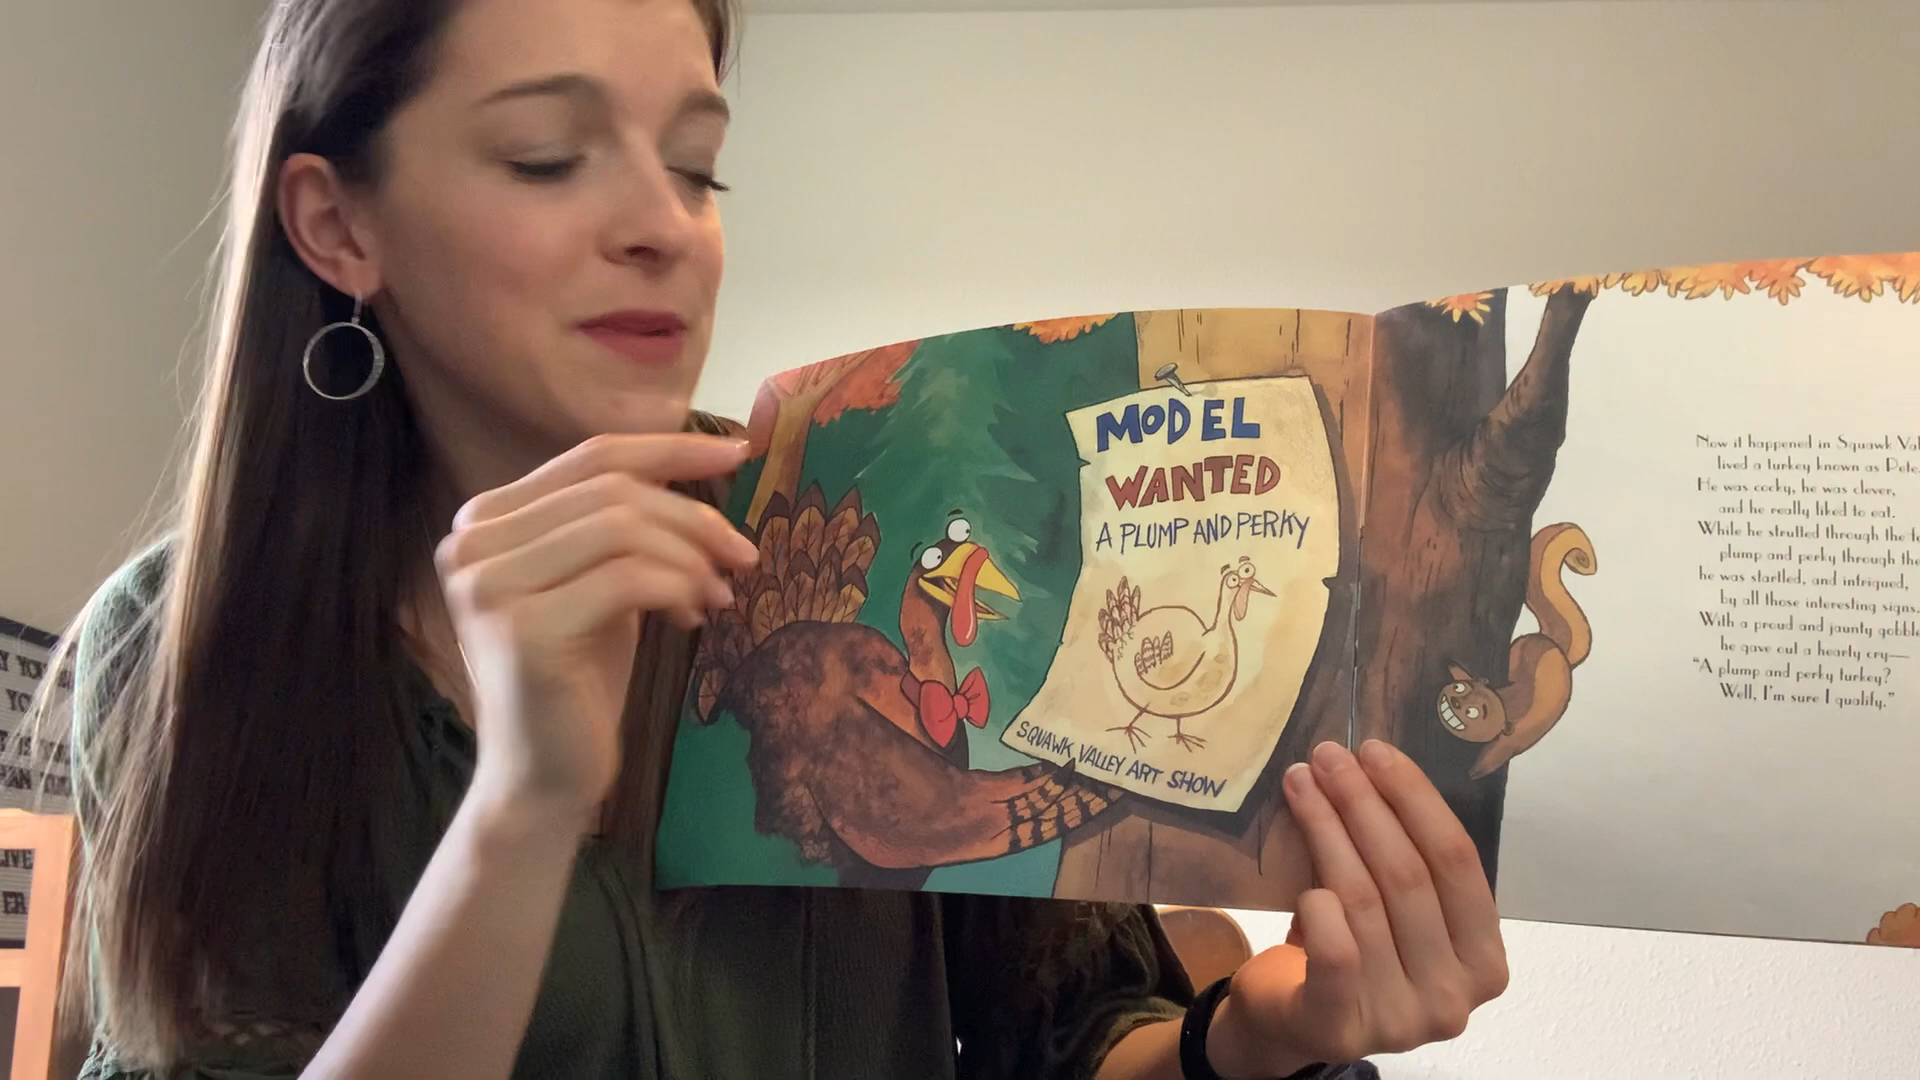 MODEL
WANTED
A PLUMP AND PERKY
SQUAWK VALLEY ART SHOW
Now it happened in Squawk
lived a turkey known as Pete.
He was cocky, he was clever,
and he really liked to eat.
While he strutted through the
plump and perky through the
he was startled, and intrigued,
by all those interesting signs.
With a proud and jaunty gobble
he gave out a hearty cry—
"A plump and perky turkey?
Well, I'm sure I qualify."